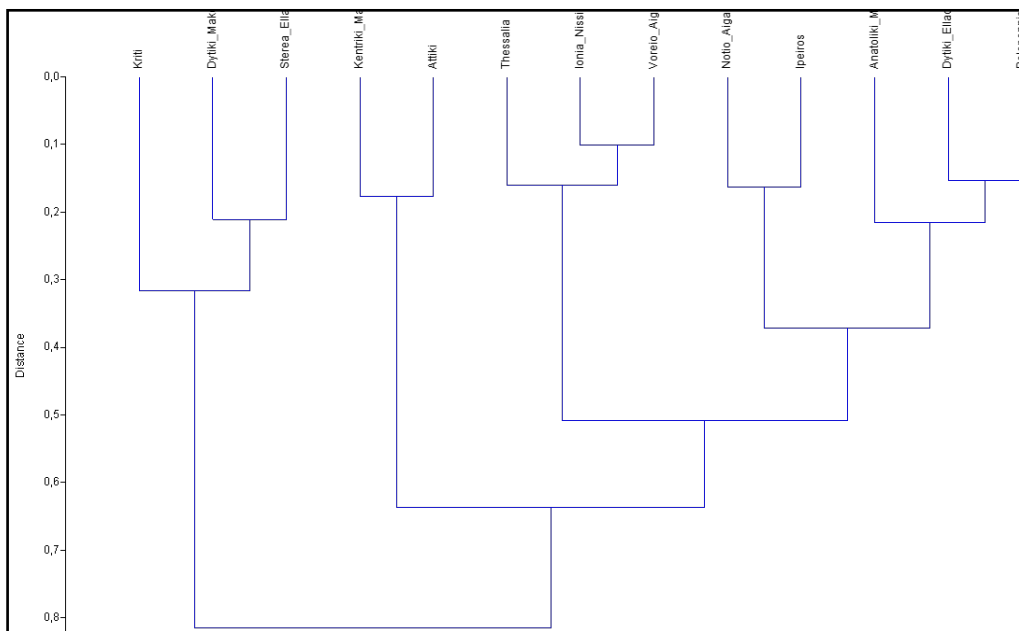 Kriti
Dytiki_Make
Sterea_Ella
Kentriki_Ma
Attiki
Thessalia
Ionia_Nissi
Voreio_Aig
Notio_Aiga
Ipeiros
Anatoliki_M
Dytiki_Ellad
0,0
0,1
0,2
0,3
0,4
0,5
0,6
0,7
0,8
Distance